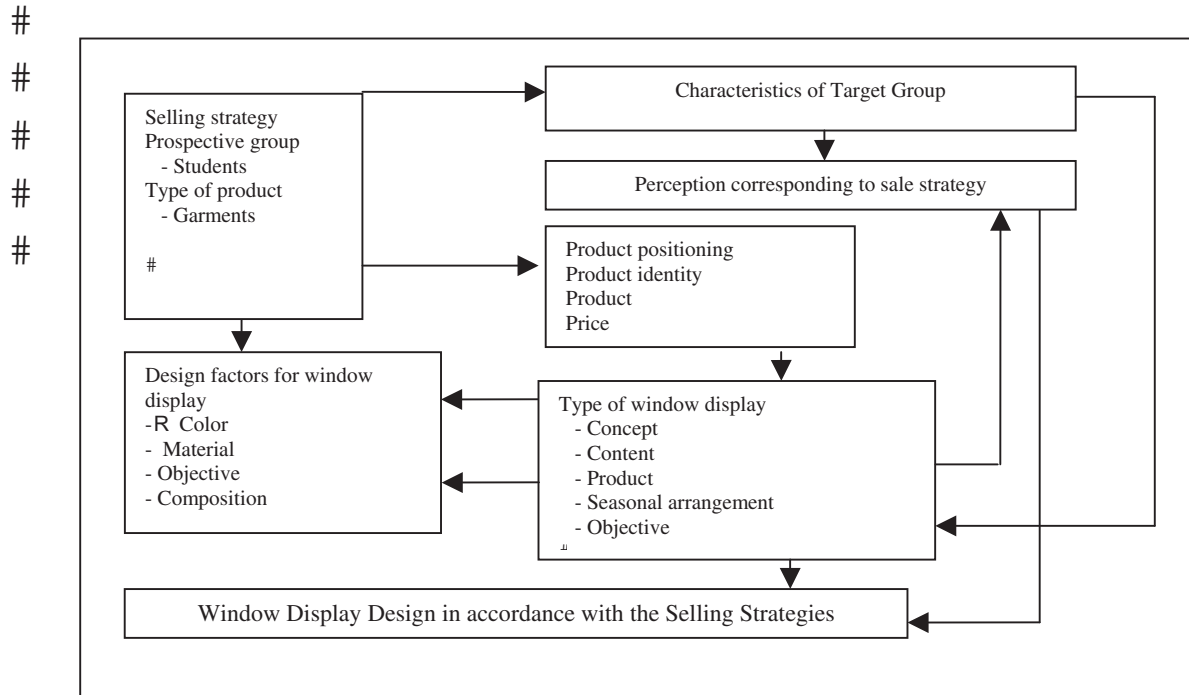 #
#
#
#
#
Selling strategy
Prospective group
- Students
Type of product
- Garments
#
Characteristics of Target Group
Perception corresponding to sale strategy
Product positioning
Product identity
Product
Price
Design factors for window
display
-R Color
- Material
- Objective
- Composition
Type of window display
- Concept
- Content
- Product
- Seasonal arrangement
- Objective
Window Display Design in accordance with the Selling Strategies